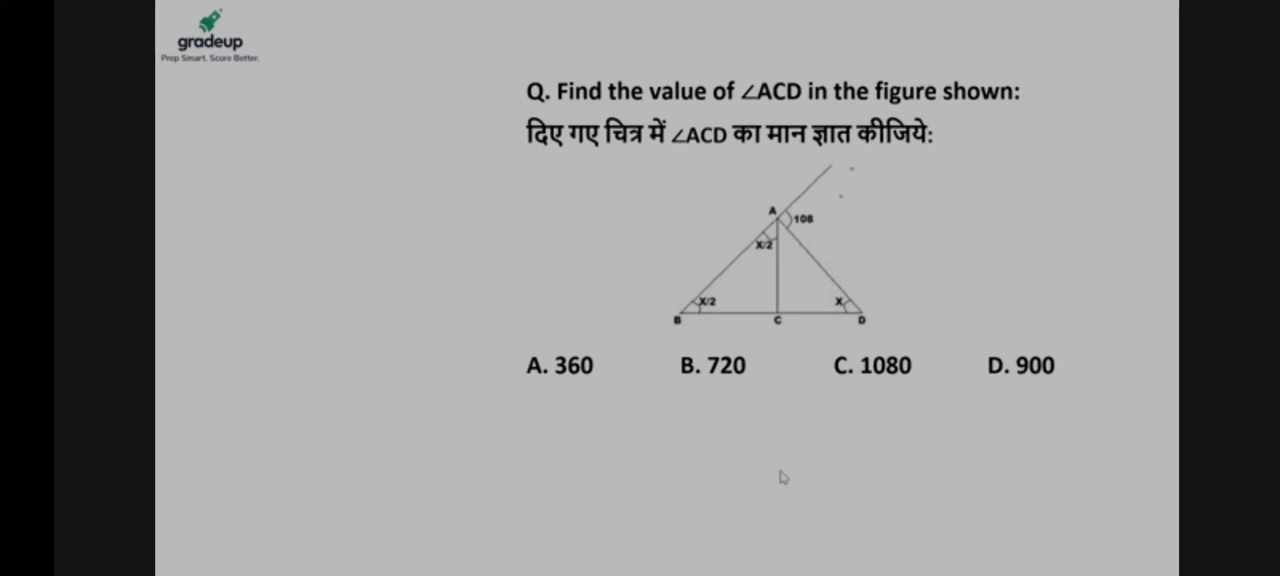 gradeup
Prep Smart. Score Better.
Q. Find the value of ∠ACD in the figure shown:
दिए गए चित्र में ∠ACD का मान ज्ञात कीजिये:
A
108
X/2
X/2
X
B
C
D
A. 360 B. 720 C. 1080 D. 900